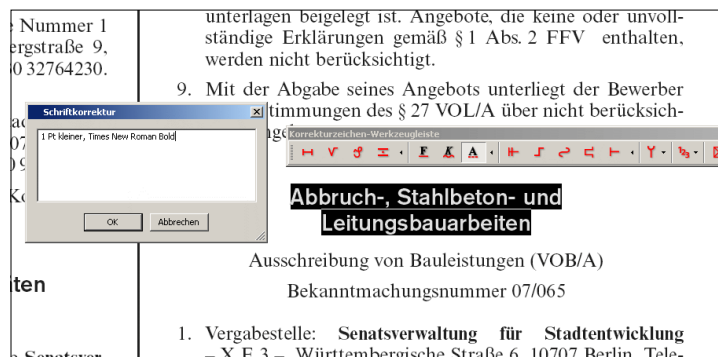 e Nummer 1
ergstraße 9,
30 32764230.
iten
unterlagen beigelegt ist. Angebote, die keine oder unvoll-
ständige Erklärungen gemäß § 1 Abs. 2 FFV enthalten,
werden nicht berücksichtigt.
9. Mit der Abgabe seines Angebots unterliegt der Bewerber
timmungen des § 27 VOL/A über nicht berücksich-
Schriftkorrektur
1 Pt kleiner, Times New Roman Bold
OK Abbrechen
Korrekturzeichen-Werkzeugleiste
F K A
Abbruch-, Stahlbeton- und
Leitungsbauarbeiten
Ausschreibung von Bauleistungen (VOB/A)
Bekanntmachungsnummer 07/065
1. Vergabestelle: Senatsverwaltung für Stadtentwicklung
– X F 3 –, Württembergische Straße 6, 10707 Berlin, Tele-